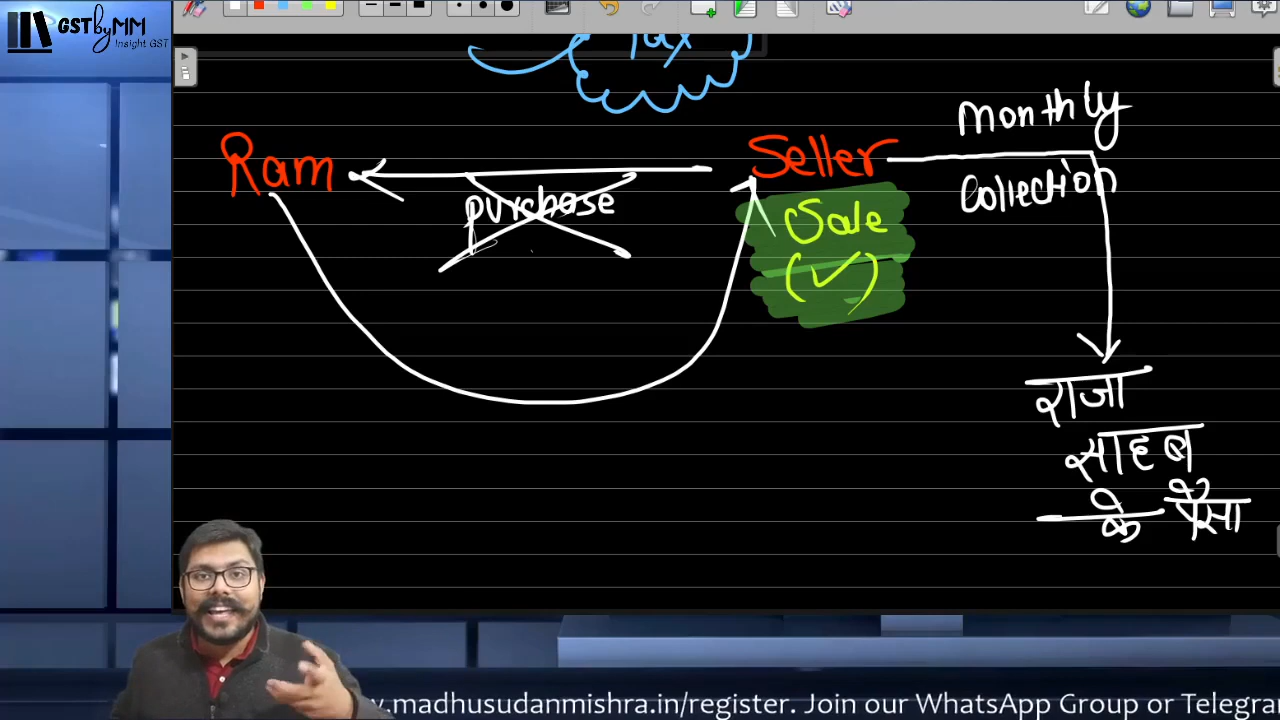 GSTbyMM
Insight GST
Tax
Ram
purchase
Seller
Sale
(✓)
Monthly
Collection
राजा
साहब
के पैसा
w.madhusudanmishra.in/register. Join our WhatsApp Group or Telegra